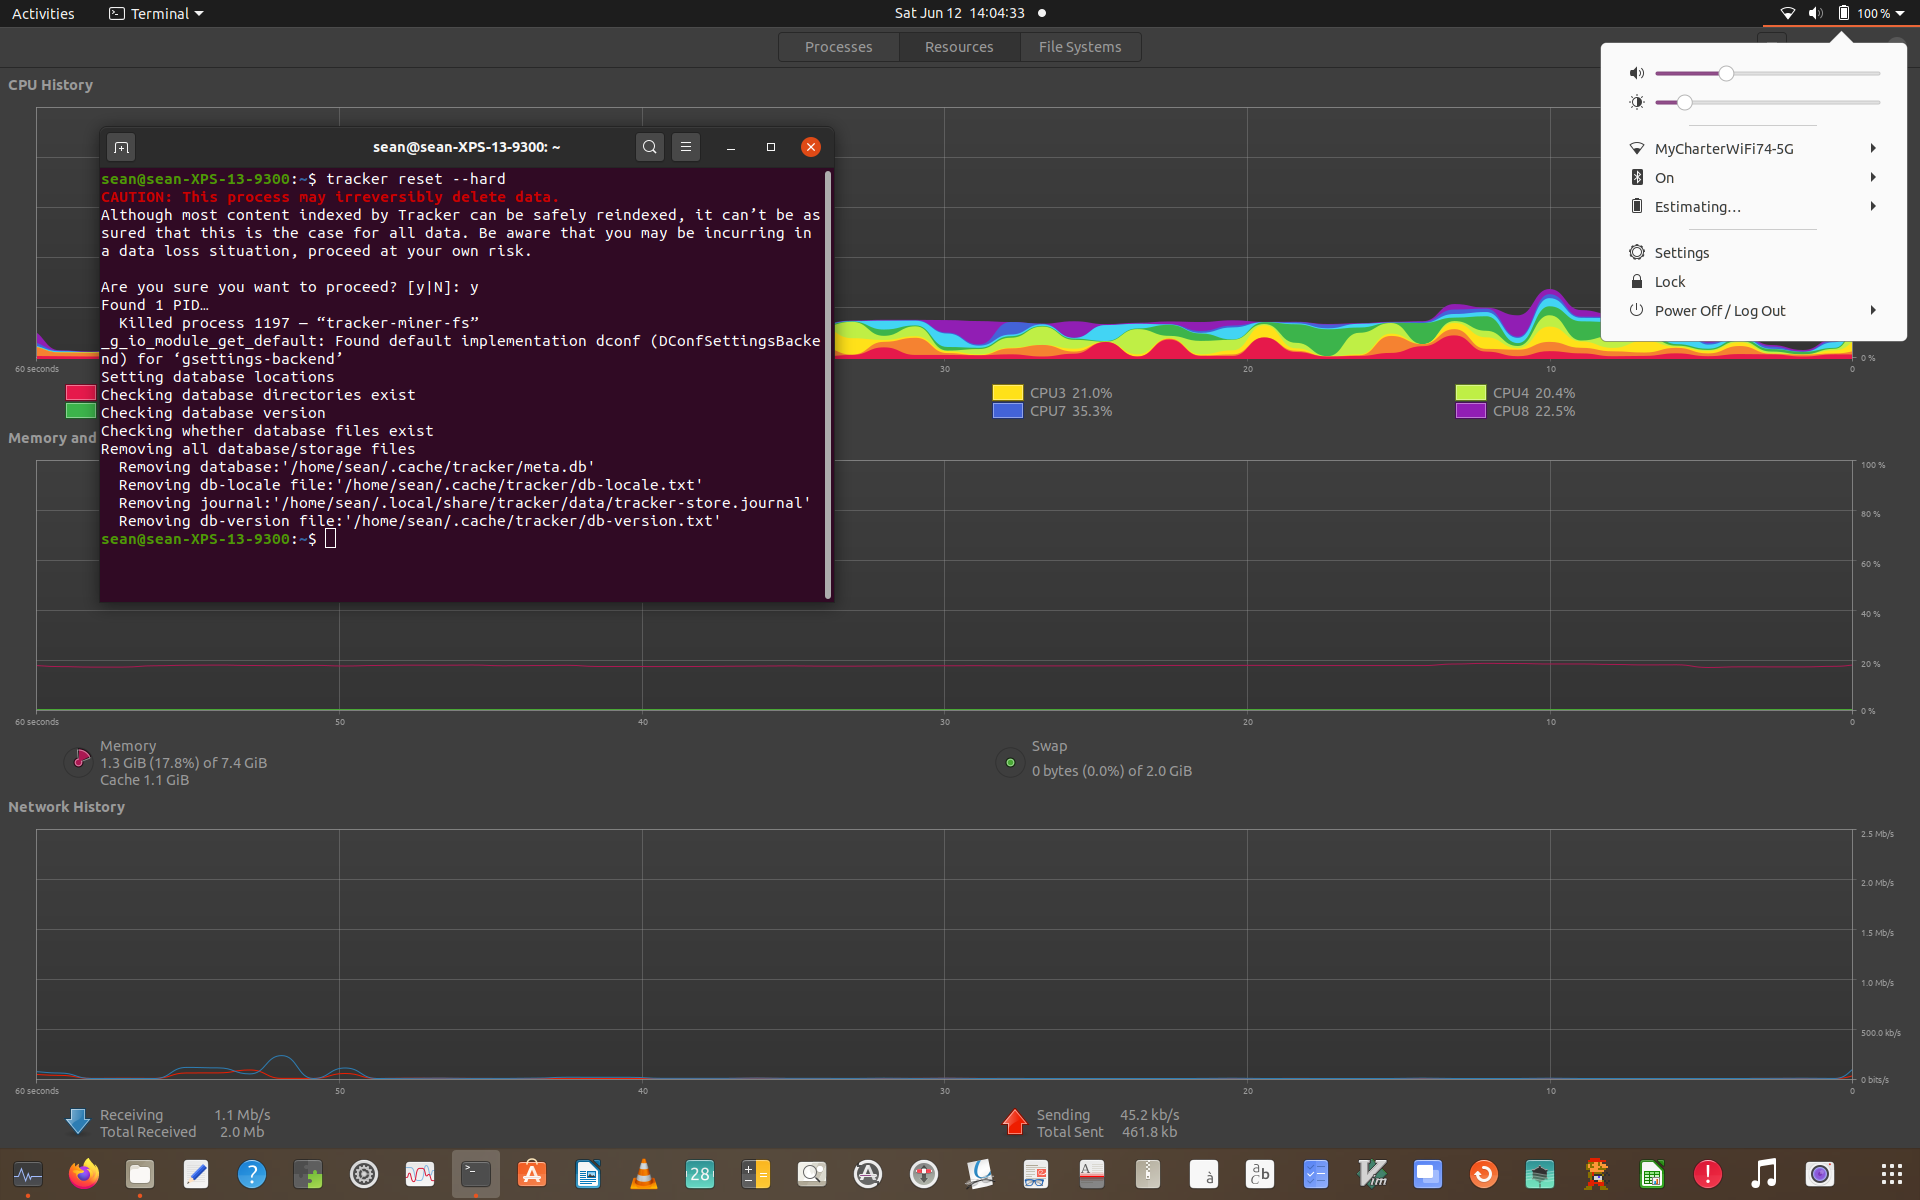 Activities
Terminal
Sat Jun 12 14:04:33
100 %
Processes
Resources
File Systems
CPU History
sean@sean-XPS-13-9300: ~
sean@sean-XPS-13-9300:~$ tracker reset --hard
CAUTION: This process may irreversibly delete data.
Although most content indexed by Tracker can be safely reindexed, it can’t be as
sured that this is the case for all data. Be aware that you may be incurring in
a data loss situation, proceed at your own risk.
Are you sure you want to proceed? [y|N]: y
Found 1 PID…
Killed process 1197 — “tracker-miner-fs”
_g_io_module_get_default: Found default implementation dconf (DConfSettingsBacke
nd) for ‘gsettings-backend’
Setting database locations
Checking database directories exist
Checking database version
Checking whether database files exist
Removing all database/storage files
Removing database:'/home/sean/.cache/tracker/meta.db'
Removing db-locale file:'/home/sean/.cache/tracker/db-locale.txt'
Removing journal:'/home/sean/.local/share/tracker/data/tracker-store.journal'
Removing db-version file:'/home/sean/.cache/tracker/db-version.txt'
sean@sean-XPS-13-9300:~$
MyCharterWiFi74-5G
On
Estimating…
Settings
Lock
Power Off / Log Out
0 %
60 seconds
30
20
10
0
CPU3 21.0%
CPU4 20.4%
CPU7 35.3%
CPU8 22.5%
Memory and
100 %
80 %
60 %
40 %
20 %
0 %
60 seconds
50
40
30
20
10
0
Memory
1.3 GiB (17.8%) of 7.4 GiB
Cache 1.1 GiB
Swap
0 bytes (0.0%) of 2.0 GiB
Network History
2.5 Mb/s
2.0 Mb/s
1.5 Mb/s
1.0 Mb/s
500.0 kb/s
0 bits/s
60 seconds
50
40
30
20
10
0
Receiving 1.1 Mb/s
Total Received 2.0 Mb
Sending 45.2 kb/s
Total Sent 461.8 kb
28
Vim